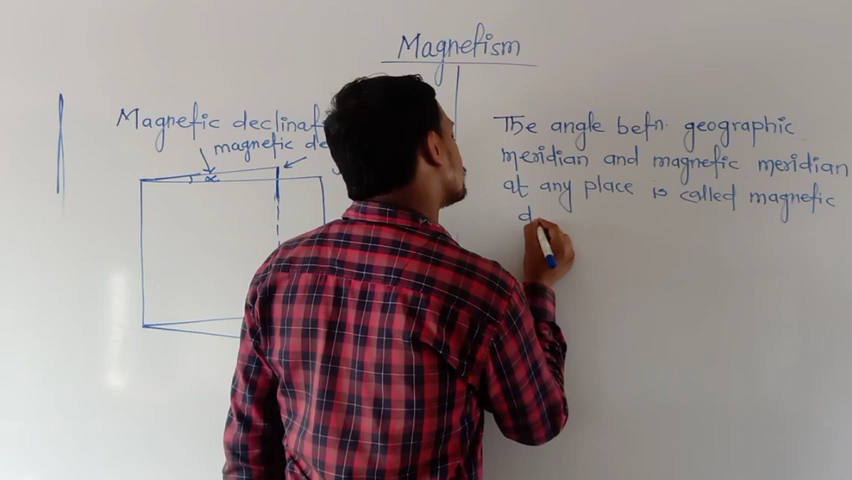 Magnetism
Magnetic declinat
magnetic de
α
The angle betn. geographic
meridian and magnetic meridian
at any place is called magnetic
d